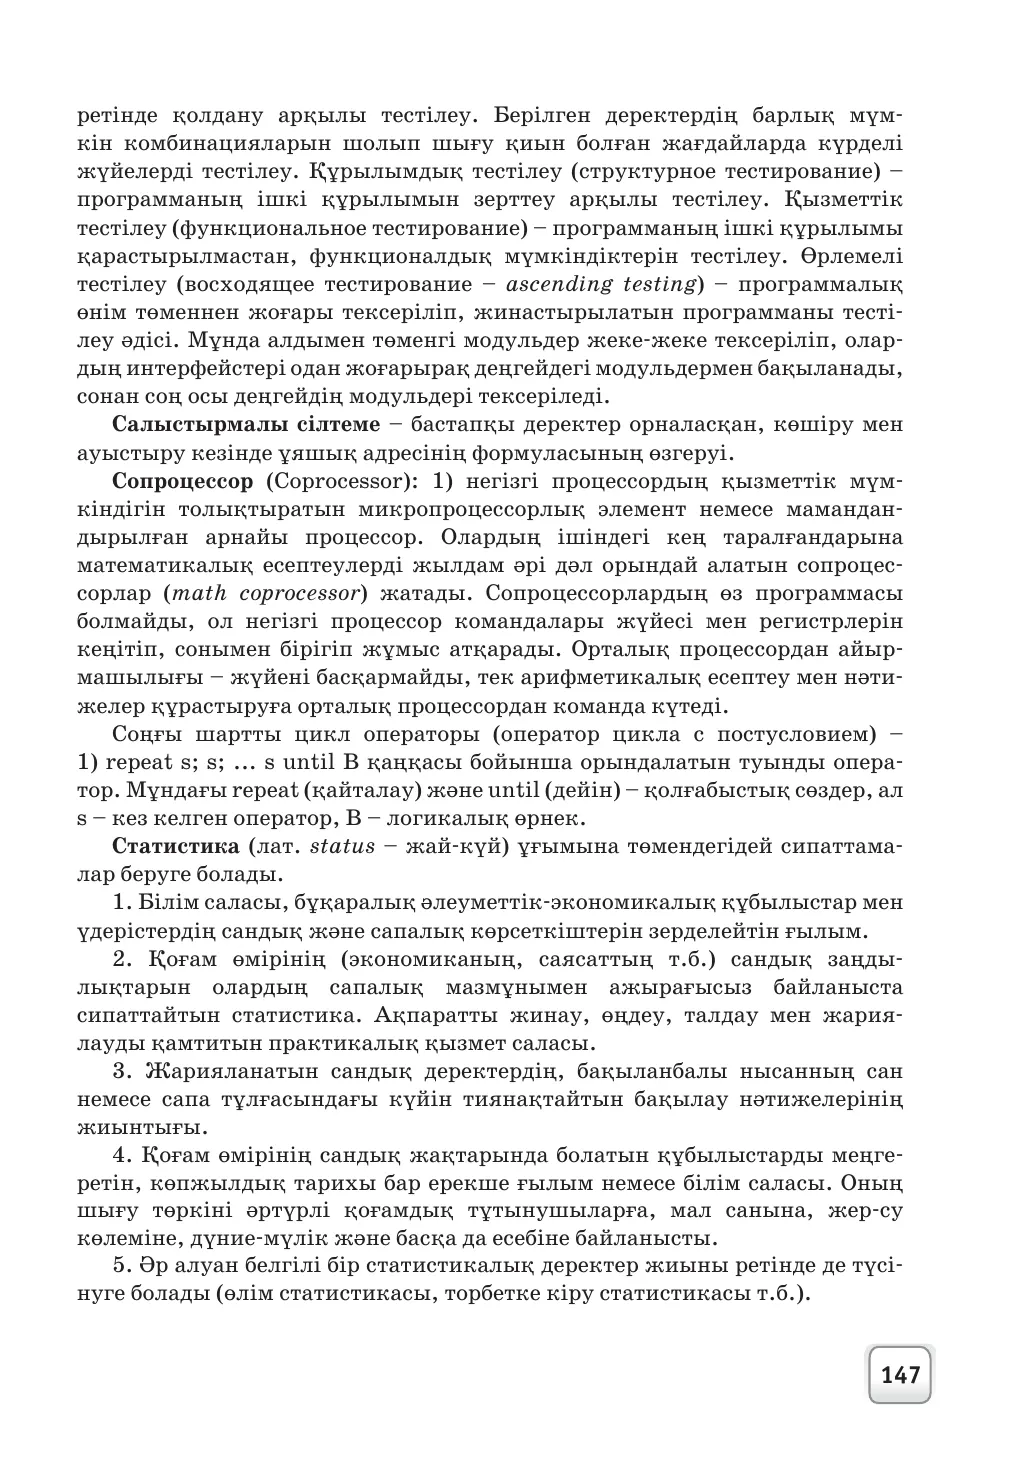 ретінде қолдану арқылы тестілеу. Берілген деректердің барлық мүм-
кін комбинацияларын шолып шығу қиын болған жағдайларда күрделі
жүйелерді тестілеу. Құрылымдық тестілеу (структурное тестирование) –
программаның ішкі құрылымын зерттеу арқылы тестілеу. Қызметтік
тестілеу (функциональное тестирование) – программаның ішкі құрылымы
қарастырылмастан, функционалдық мүмкіндіктерін тестілеу. Өрлемелі
тестілеу (восходящее тестирование – ascending testing) – программалық
өнім төменнен жоғары тексеріліп, жинастырылатын программаны тесті-
леу әдісі. Мұнда алдымен төменгі модульдер жеке-жеке тексеріліп, олар-
дың интерфейстері одан жоғарырақ деңгейдегі модульдермен бақыланады,
сонан соң осы деңгейдің модульдері тексеріледі.
Салыстырмалы сілтеме – бастапқы деректер орналасқан, көшіру мен
ауыстыру кезінде ұяшық адресінің формуласының өзгеруі.
Сопроцессор (Coprocessor): 1) негізгі процессордың қызметтік мүм-
кіндігін толықтыратын микропроцессорлық элемент немесе мамандан-
дырылған арнайы процессор. Олардың ішіндегі кең таралғандарына
математикалық есептеулерді жылдам әрі дәл орындай алатын сопроцес-
сорлар (math coprocessor) жатады. Сопроцессорлардың өз программасы
болмайды, ол негізгі процессор командалары жүйесі мен регистрлерін
кеңітіп, сонымен бірігіп жұмыс атқарады. Орталық процессордан айыр-
машылығы – жүйені басқармайды, тек арифметикалық есептеу мен нәти-
желер құрастыруға орталық процессордан команда күтеді.
Соңғы шартты цикл операторы (оператор цикла с постусловием) –
1) repeat s; s; ... s until B қаңқасы бойынша орындалатын туынды опера-
тор. Мұндағы repeat (қайталау) және until (дейін) – қолғабыстық сөздер, ал
s – кез келген оператор, B – логикалық өрнек.
Статистика (лат. status – жай-күй) ұғымына төмендегідей сипаттама-
лар беруге болады.
1. Білім саласы, бұқаралық әлеуметтік-экономикалық құбылыстар мен
үдерістердің сандық және сапалық көрсеткіштерін зерделейтін ғылым.
2. Қоғам өмірінің (экономиканың, саясаттың т.б.) сандық заңды-
лықтарын олардың сапалық мазмұнымен ажырағысыз байланыста
сипаттайтын статистика. Ақпаратты жинау, өңдеу, талдау мен жария-
лауды қамтитын практикалық қызмет саласы.
3. Жарияланатын сандық деректердің, бақыланбалы нысанның сан
немесе сапа тұлғасындағы күйін тиянақтайтын бақылау нәтижелерінің
жиынтығы.
4. Қоғам өмірінің сандық жақтарында болатын құбылыстарды меңге-
ретін, көпжылдық тарихы бар ерекше ғылым немесе білім саласы. Оның
шығу төркіні әртүрлі қоғамдық тұтынушыларға, мал санына, жер-су
көлеміне, дүние-мүлік және басқа да есебіне байланысты.
5. Әр алуан белгілі бір статистикалық деректер жиыны ретінде де түсі-
нуге болады (өлім статистикасы, торбетке кіру статистикасы т.б.).
147